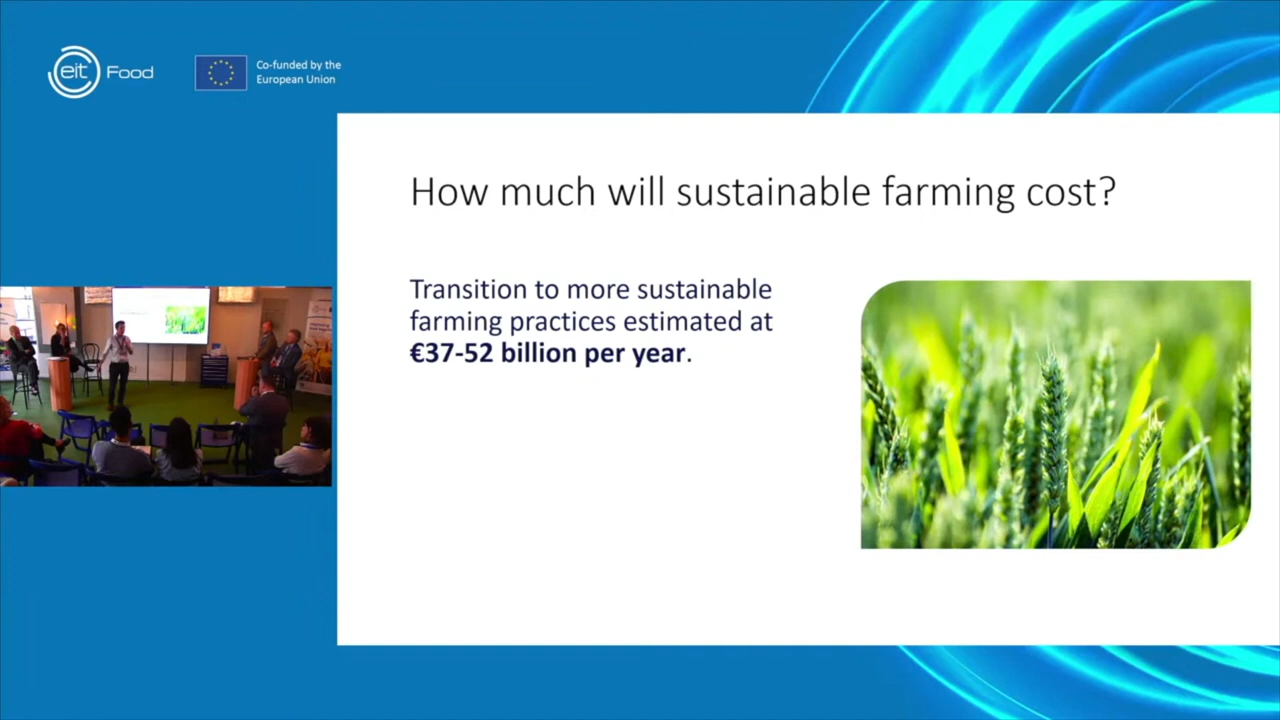 eit Food
Co-funded by the
European Union
How much will sustainable farming cost?
Transition to more sustainable
farming practices estimated at
€37-52 billion per year.